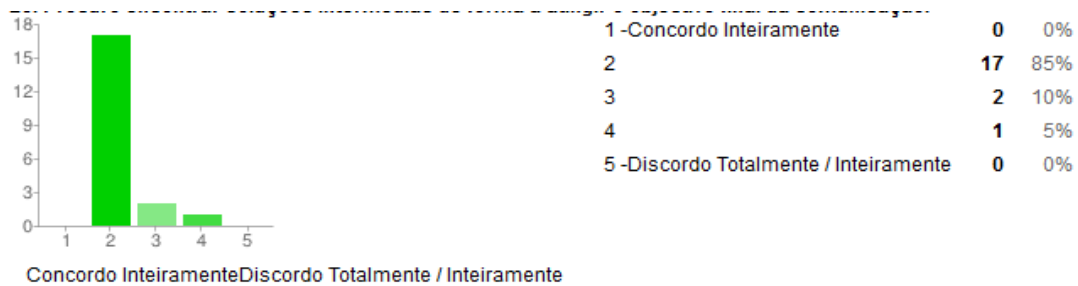 18
15
12
9
6
3
0
1 2 3 4 5
Concordo InteiramenteDiscordo Totalmente / Inteiramente
1 -Concordo Inteiramente 0 0%
2 17 85%
3 2 10%
4 1 5%
5 -Discordo Totalmente / Inteiramente 0 0%